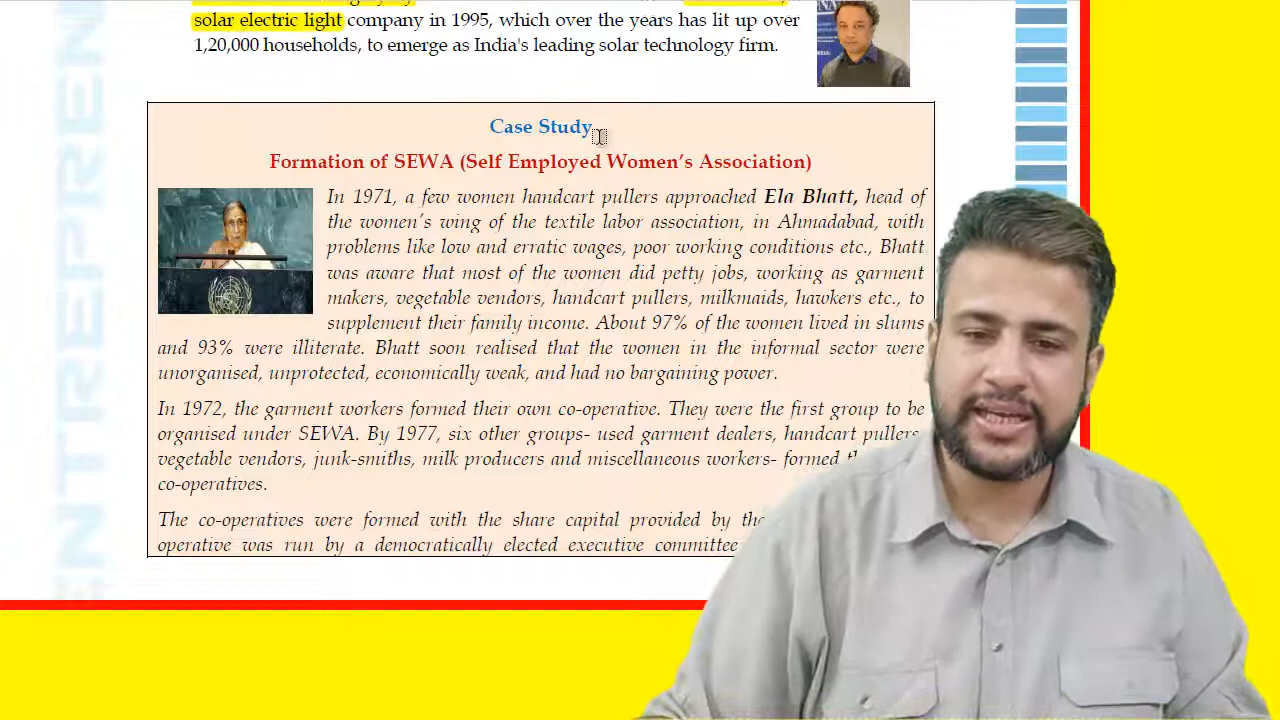 solar electric light company in 1995, which over the years has lit up over
1,20,000 households, to emerge as India's leading solar technology firm.
Case Study
Formation of SEWA (Self Employed Women's Association)
In 1971, a few women handcart pullers approached Ela Bhatt, head of
the women's wing of the textile labor association, in Ahmadabad, with
problems like low and erratic wages, poor working conditions etc., Bhatt
was aware that most of the women did petty jobs, working as garment
makers, vegetable vendors, handcart pullers, milkmaids, hawkers etc., to
supplement their family income. About 97% of the women lived in slums
and 93% were illiterate. Bhatt soon realised that the women in the informal sector were
unorganised, unprotected, economically weak, and had no bargaining power.
In 1972, the garment workers formed their own co-operative. They were the first group to be
organised under SEWA. By 1977, six other groups- used garment dealers, handcart pullers,
vegetable vendors, junk-smiths, milk producers and miscellaneous workers- formed
co-operatives.
The co-operatives were formed with the share capital provided by
operative was run by a democratically elected executive committee
ENTREPREN